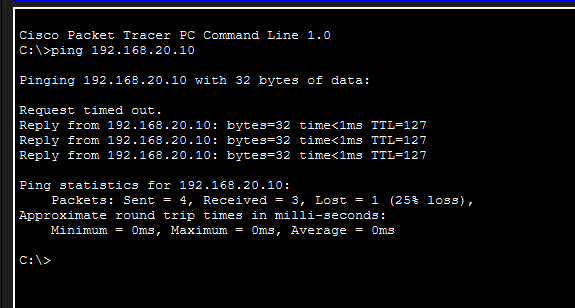 Cisco Packet Tracer PC Command Line 1.0
C:\>ping 192.168.20.10
Pinging 192.168.20.10 with 32 bytes of data:
Request timed out.
Reply from 192.168.20.10: bytes=32 time<1ms TTL=127
Reply from 192.168.20.10: bytes=32 time<1ms TTL=127
Reply from 192.168.20.10: bytes=32 time<1ms TTL=127
Ping statistics for 192.168.20.10:
Packets: Sent = 4, Received = 3, Lost = 1 (25% loss),
Approximate round trip times in milli-seconds:
Minimum = 0ms, Maximum = 0ms, Average = 0ms
C:\>